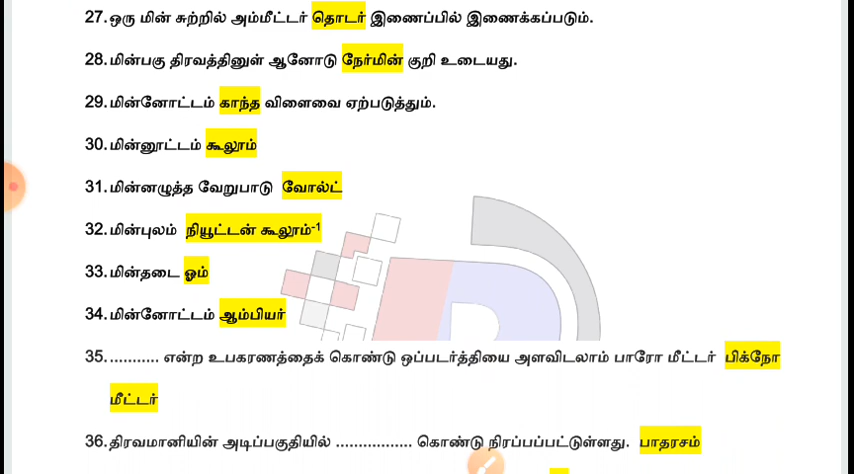 27. ஒரு மின் சுற்றில் அம்மீட்டர் தொடர் இணைப்பில் இணைக்கப்படும்.
28. மின்பகு திரவத்தினுள் ஆனோடு நேர்மின் குறி உடையது.
29. மின்னோட்டம் காந்த விளைவை ஏற்படுத்தும்.
30. மின்னூட்டம் கூலூம்
31. மின்னழுத்த வேறுபாடு வோல்ட்
32. மின்புலம் நியூட்டன் கூலூம்⁻¹
33. மின்தடை ஓம்
34. மின்னோட்டம் ஆம்பியர்
35. ........... என்ற உபகரணத்தைக் கொண்டு ஒப்படர்த்தியை அளவிடலாம் பாரோ மீட்டர் பிக்நோ
மீட்டர்
36. திரவமானியின் அடிப்பகுதியில் ................. கொண்டு நிரப்பப்பட்டுள்ளது. பாதரசம்